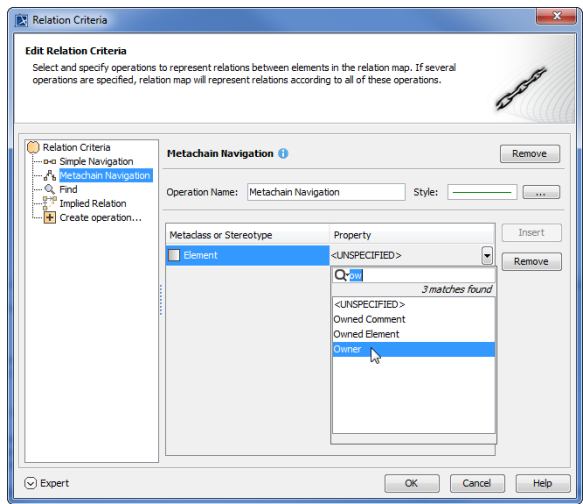 Relation Criteria
Edit Relation Criteria
Select and specify operations to represent relations between elements in the relation map. If several
operations are specified, relation map will represent relations according to all of these operations.
Relation Criteria
Simple Navigation
Metachain Navigation
Find
Implied Relation
Create operation...
Metachain Navigation
Remove
Operation Name: Metachain Navigation Style: ...
Metaclass or Stereotype Property Insert
Element <UNSPECIFIED> Remove
ow
3 matches found
<UNSPECIFIED>
Owned Comment
Owned Element
Owner
Expert OK Cancel Help